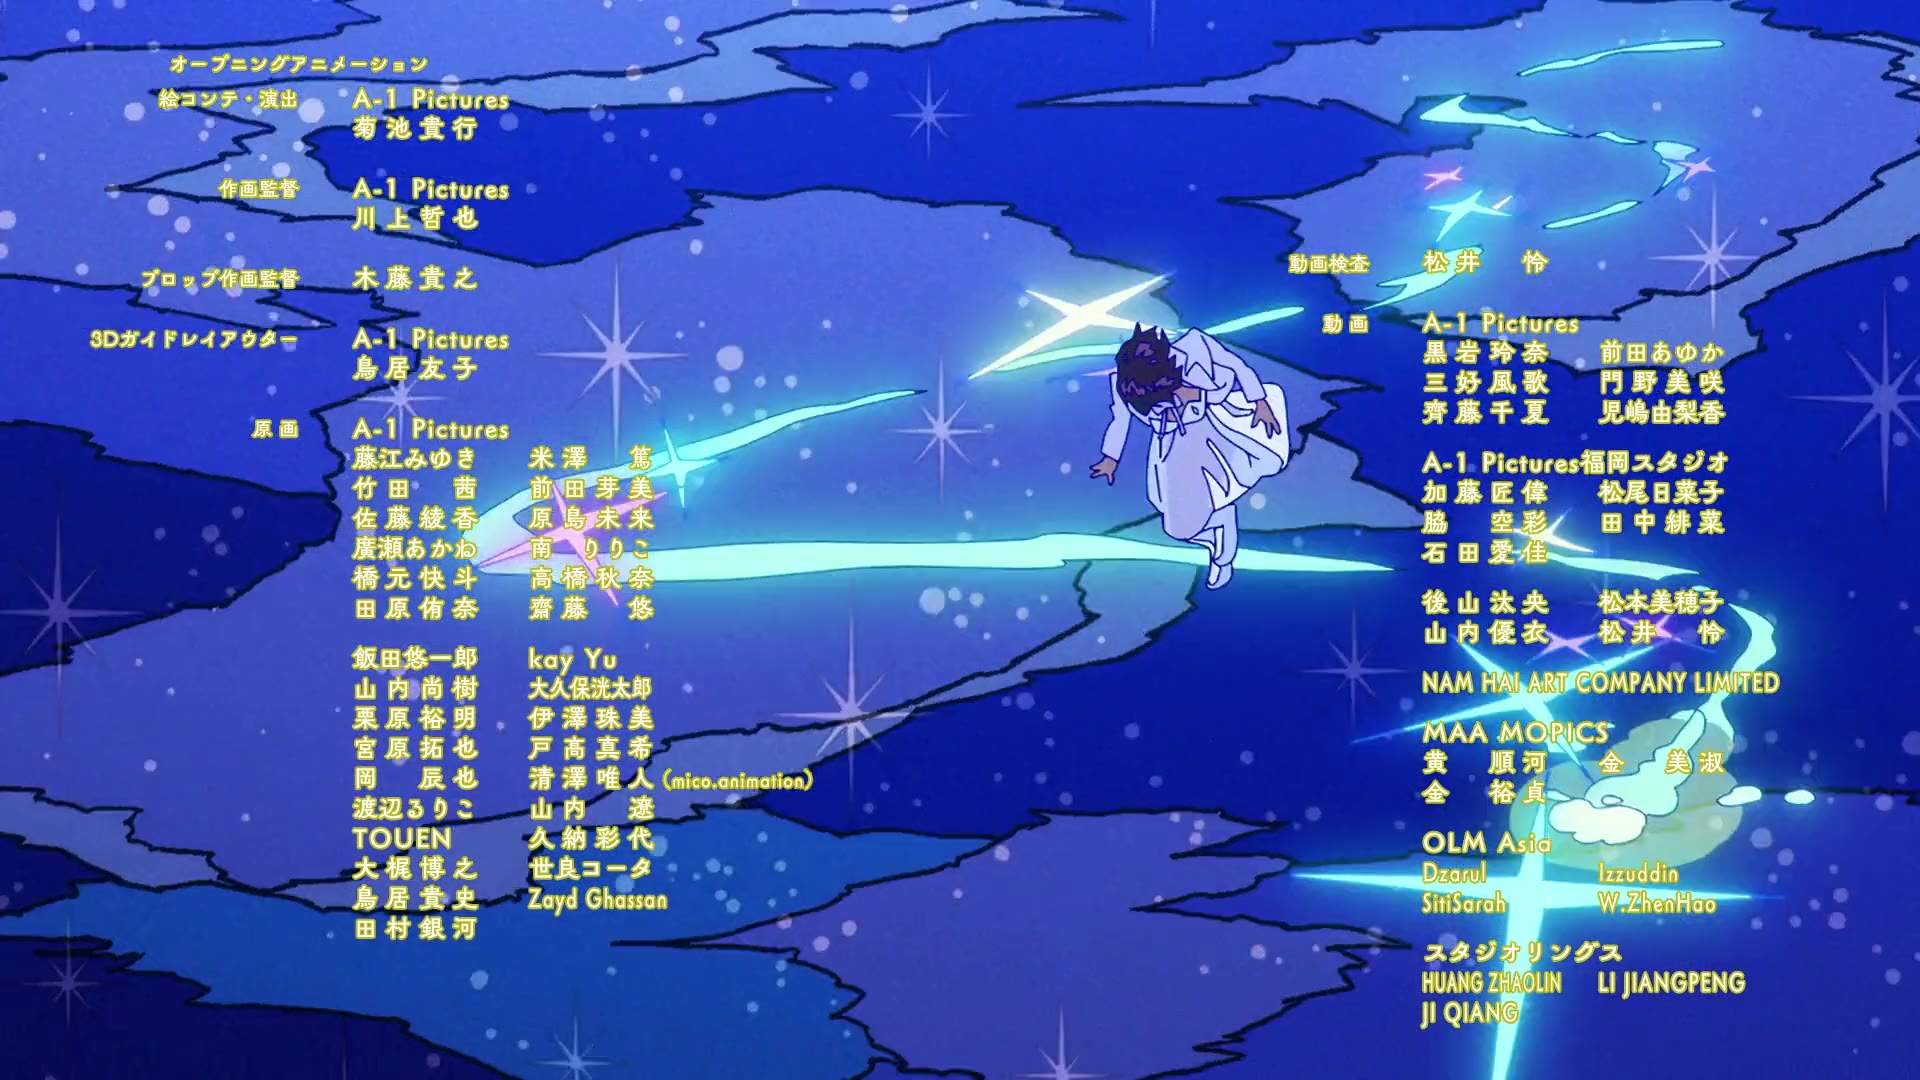 オープニングアニメーション
絵コンテ・演出 A-1 Pictures
菊池貴行
作画監督 A-1 Pictures
川上哲也
プロップ作画監督 木藤貴之
3Dガイドレイアウター A-1 Pictures
鳥居友子
原画 A-1 Pictures
藤江みゆき 米澤 篤
竹田 茜 前田芽美
佐藤綾香 原島未来
廣瀬あかね 南 りりこ
橋元快斗 高橋秋奈
田原侑奈 齋藤 悠
飯田悠一郎 kay Yu
山内尚樹 大久保洸太郎
栗原裕明 伊澤珠美
宮原拓也 戸髙真希
岡 辰也 清澤唯人(mico.animation)
渡辺るりこ 山内 遼
TOUEN 久納彩代
大梶博之 世良コータ
鳥居貴史 Zayd Ghassan
田村銀河
動画検査 松井 怜
動画 A-1 Pictures
黒岩玲奈 前田あゆか
三好風歌 門野美咲
齊藤千夏 児嶋由梨香
A-1 Pictures福岡スタジオ
加藤匠偉 松尾日菜子
脇 空彩 田中緋菜
石田愛佳
後山汰央 松本美穂子
山内優衣 松井 怜
NAM HAI ART COMPANY LIMITED
MAA MOPICS
黄 順河 金 美淑
金 裕貞
OLM Asia
Dzarul Izzuddin
SitiSarah W.ZhenHao
スタジオリングス
HUANG ZHAOLIN LI JIANGPENG
JI QIANG